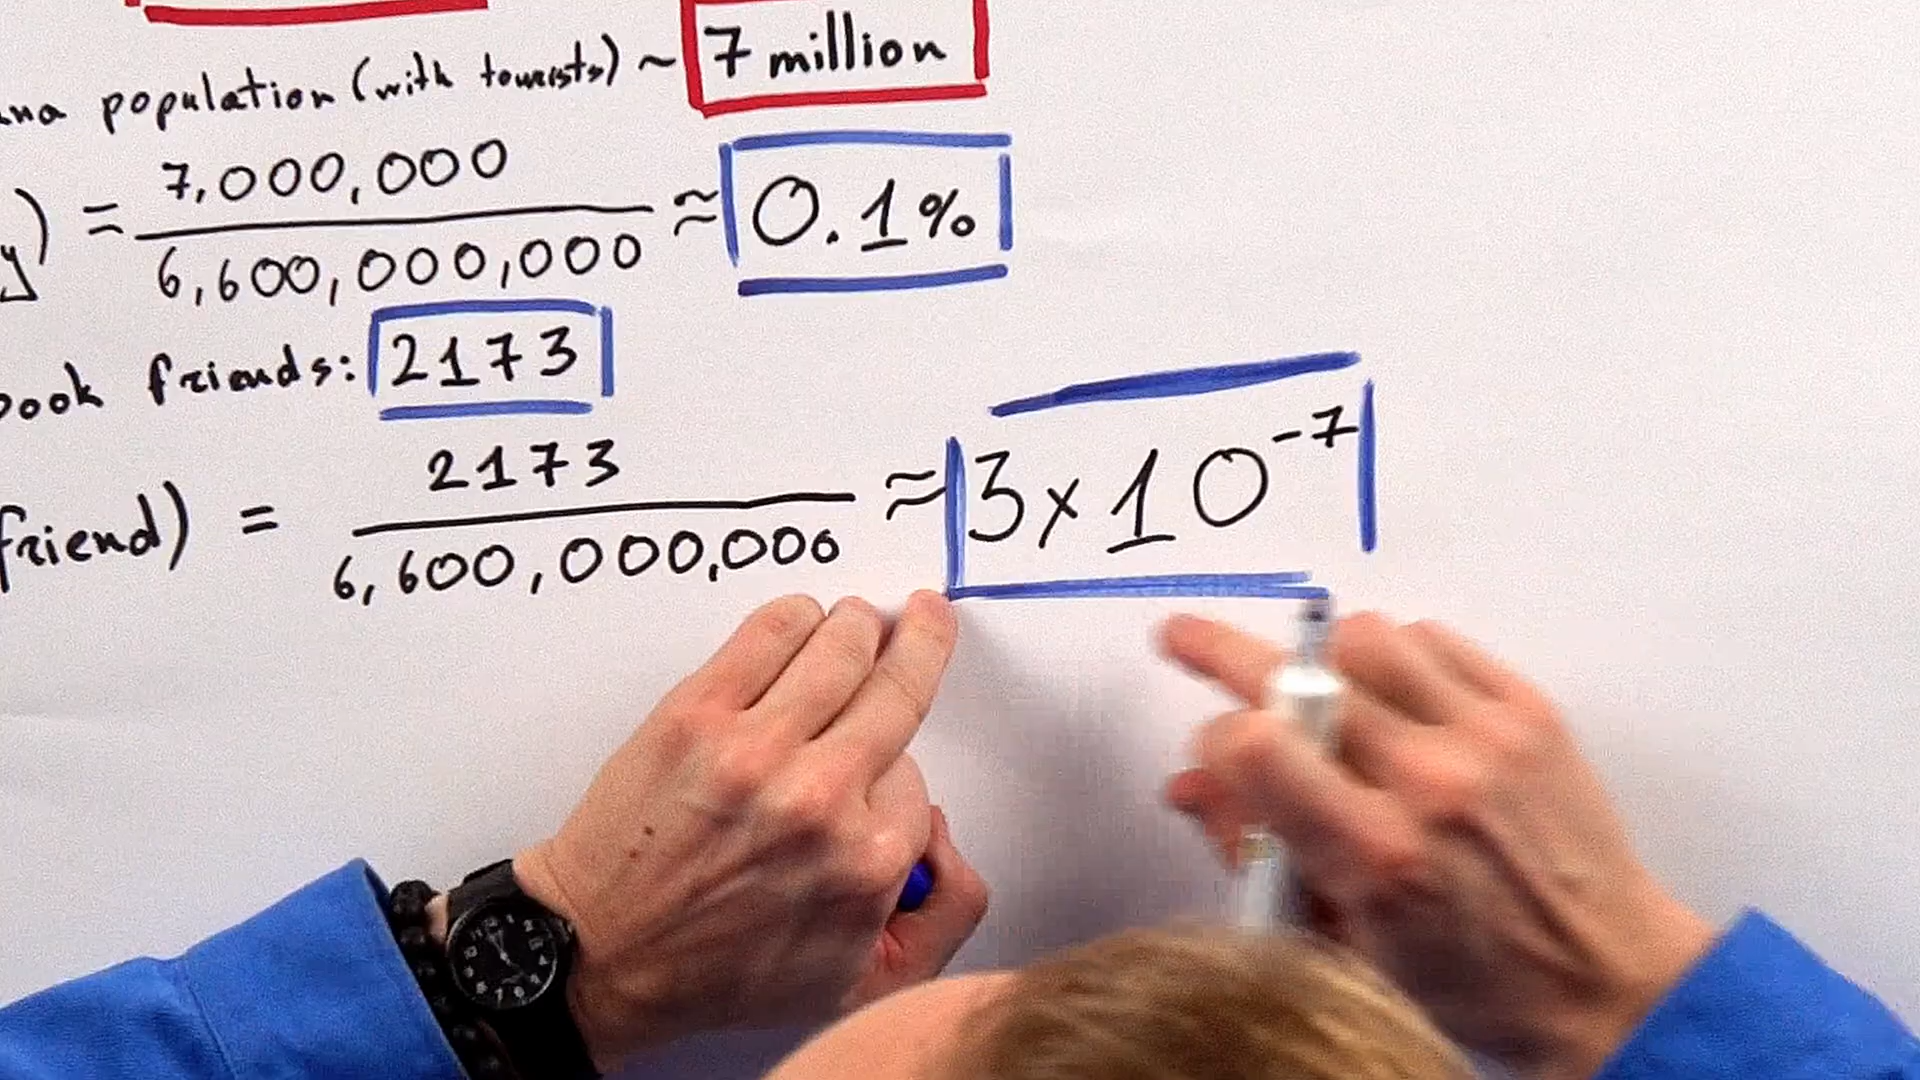 population (with tourists) ~ 7 million
) = 7,000,000 / 6,600,000,000 ≈ 0.1%
book friends: 2173
friend) = 2173 / 6,600,000,000 ≈ 3 x 10⁻⁷